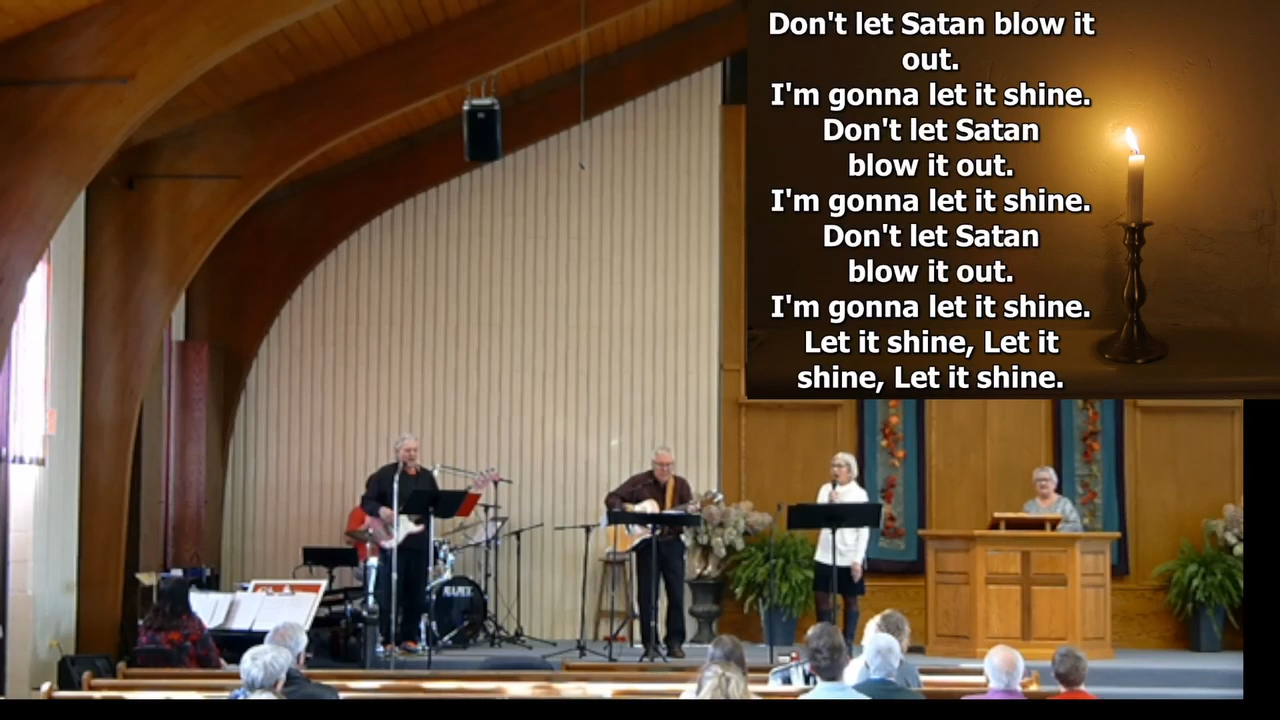 Don't let Satan blow it
out.
I'm gonna let it shine.
Don't let Satan
blow it out.
I'm gonna let it shine.
Don't let Satan
blow it out.
I'm gonna let it shine.
Let it shine, Let it
shine, Let it shine.
MAPEX